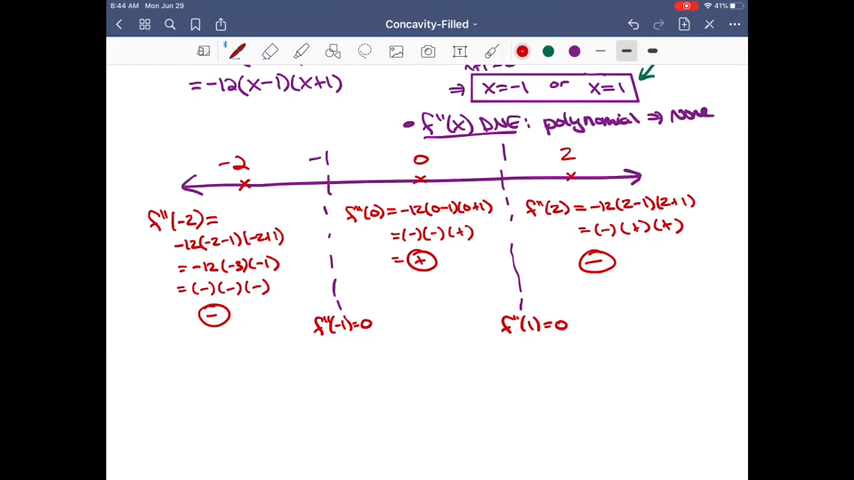 8:44 AM Mon Jun 29
41%
Concavity-Filled
= -12(x-1)(x+1)
⇒ x=-1 or x=1
• f"(x) DNE: polynomial ⇒ none
-2 -1 0 1 2
f"(-2)=
-12(-2-1)(-2+1)
= -12(-3)(-1)
= (-)(-)(-)
-
f"(0)= -12(0-1)(0+1)
= (-)(-)(+)
= +
f"(2)= -12(2-1)(2+1)
= (-)(+)(+)
-
f"(-1)=0
f"(1)=0